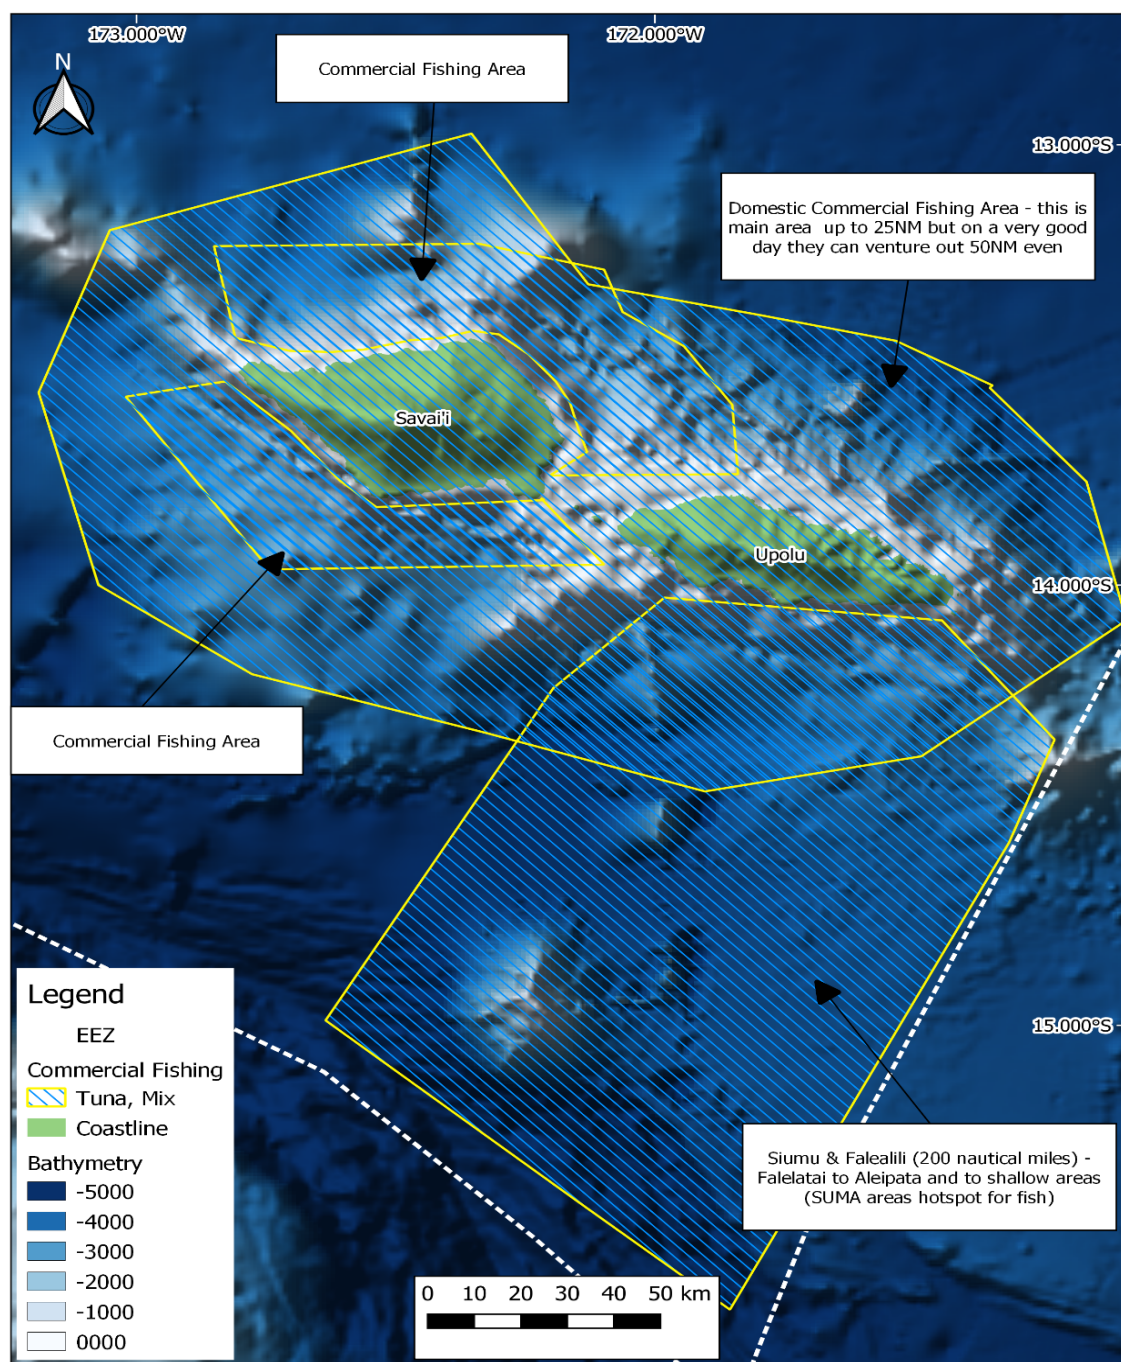 173.000°W
172.000°W
N
Commercial Fishing Area
13.000°S
Domestic Commercial Fishing Area - this is
main area  up to 25NM but on a very good
day they can venture out 50NM even
Savai'i
Upolu
14.000°S
Commercial Fishing Area
15.000°S
Legend
EEZ
Commercial Fishing
Tuna, Mix
Coastline
Bathymetry
-5000
-4000
-3000
-2000
-1000
0000
Siumu & Falealili (200 nautical miles) -
Falelatai to Aleipata and to shallow areas
(SUMA areas hotspot for fish)
0 10 20 30 40 50 km